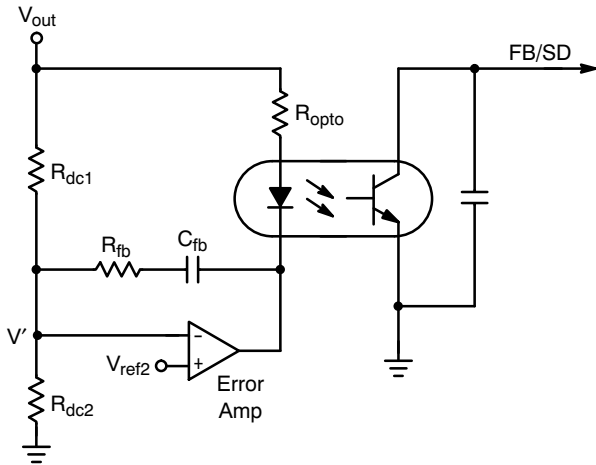 Vout
FB/SD
Ropto
Rdc1
Rfb
Cfb
V′
−
Vref2
+
Error
Amp
Rdc2